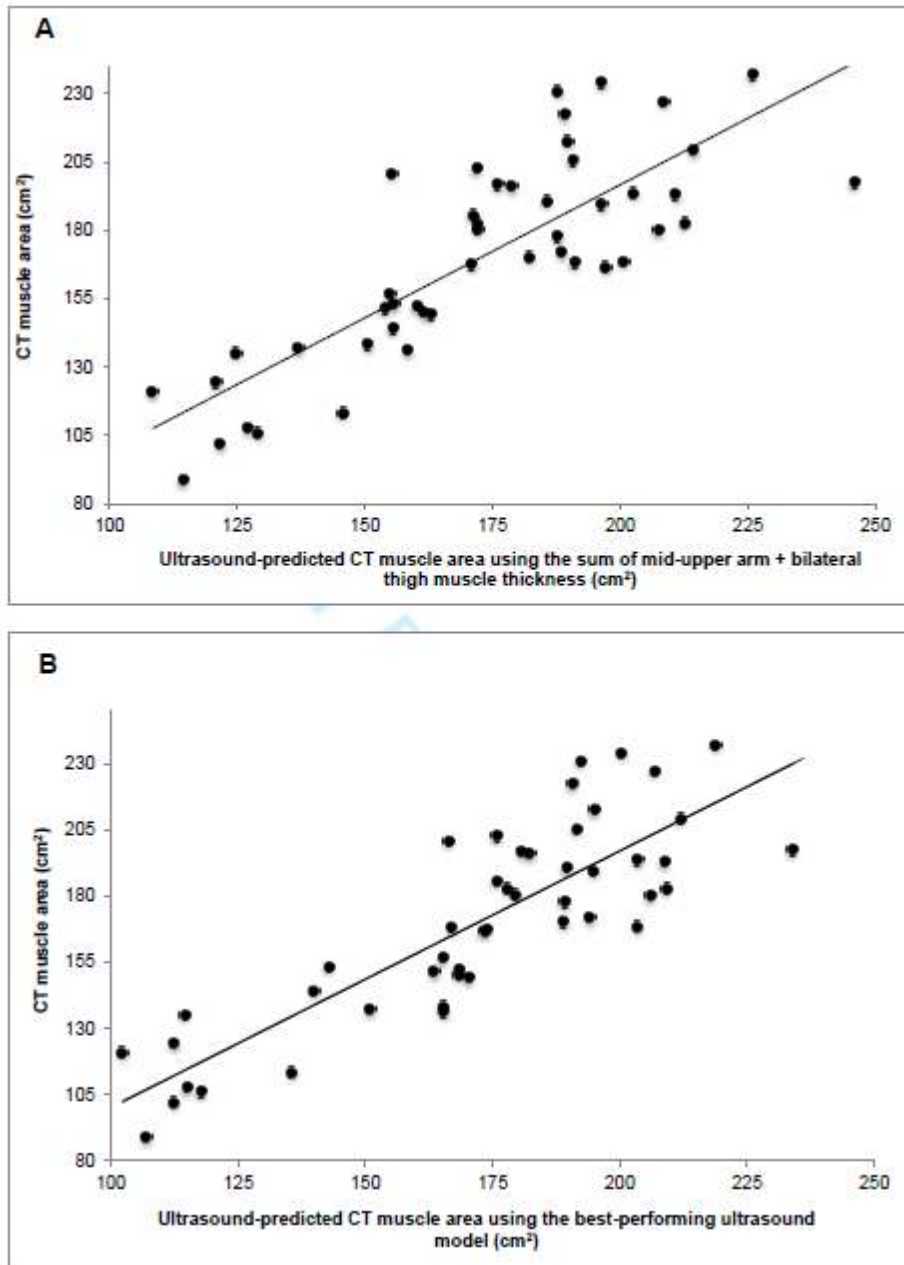 A
230
205
180
155
130
105
80
CT muscle area (cm²)
100 125 150 175 200 225 250
Ultrasound-predicted CT muscle area using the sum of mid-upper arm + bilateral
thigh muscle thickness (cm²)
B
230
205
180
155
130
105
80
CT muscle area (cm²)
100 125 150 175 200 225 250
Ultrasound-predicted CT muscle area using the best-performing ultrasound
model (cm²)